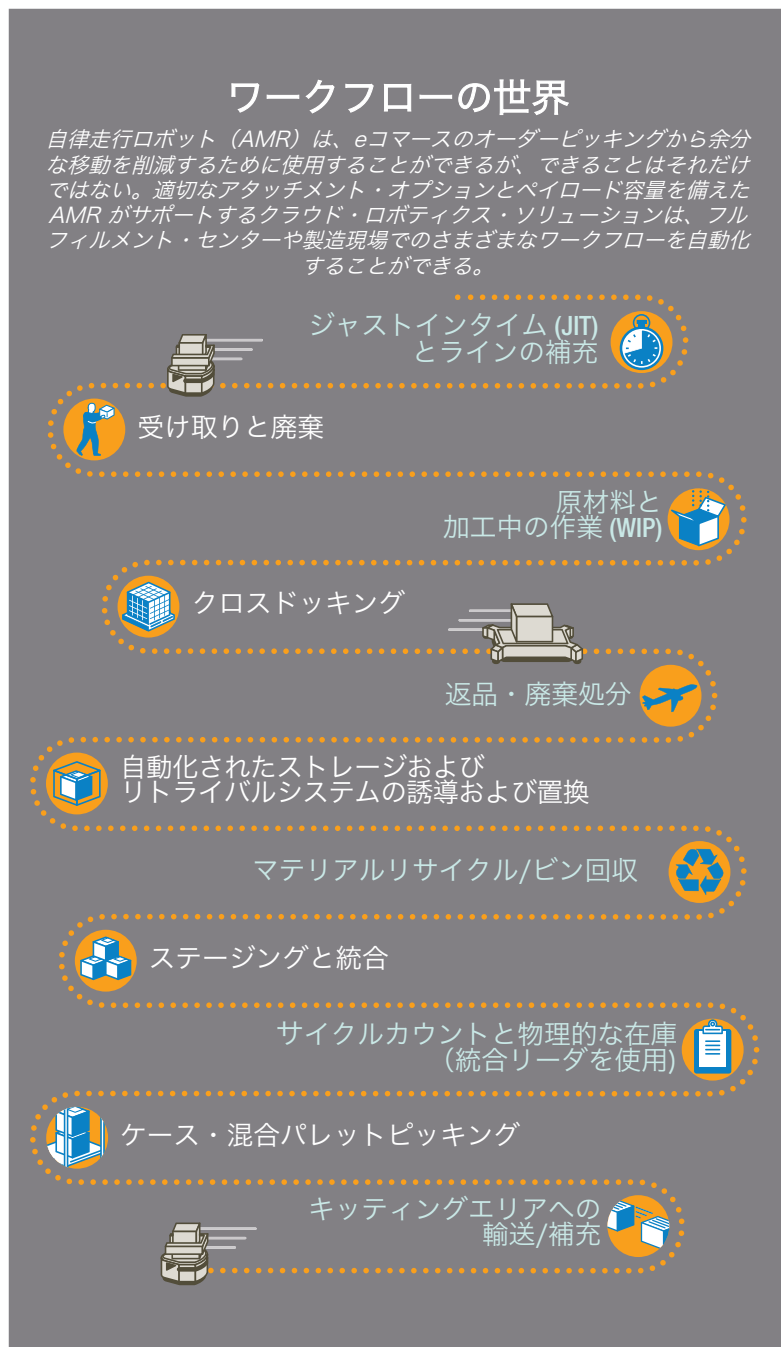 ワークフローの世界
自律走行ロボット（AMR）は、eコマースのオーダーピッキングから余分
な移動を削減するために使用することができるが、できることはそれだけ
ではない。適切なアタッチメント・オプションとペイロード容量を備えた
AMR がサポートするクラウド・ロボティクス・ソリューションは、フル
フィルメント・センターや製造現場でのさまざまなワークフローを自動化
することができる。
ジャストインタイム (JIT)
とラインの補充
受け取りと廃棄
原材料と
加工中の作業 (WIP)
クロスドッキング
返品・廃棄処分
自動化されたストレージおよび
リトライバルシステムの誘導および置換
マテリアルリサイクル/ビン回収
ステージングと統合
サイクルカウントと物理的な在庫
（統合リーダを使用)
ケース・混合パレットピッキング
キッティングエリアへの
輸送/補充